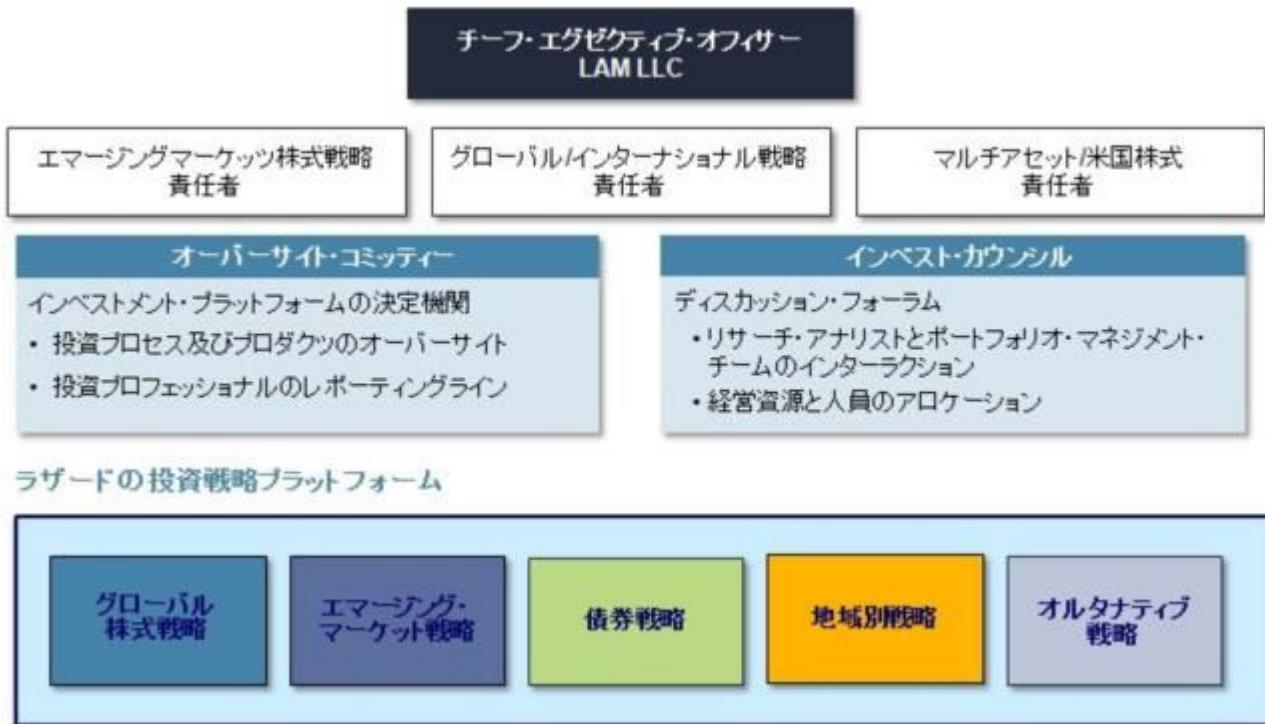 チーフ・エグゼクティブ・オフィサー
LAM LLC
エマージングマーケッツ株式戦略
責任者
グローバル/インターナショナル戦略
責任者
マルチアセット/米国株式
責任者
オーバーサイト・コミッティー
インベストメント・プラットフォームの決定機関
・ 投資プロセス及びプロダクツのオーバーサイト
・ 投資プロフェッショナルのレポーティングライン
インベスト・カウンシル
ディスカッション・フォーラム
・リサーチ・アナリストとポートフォリオ・マネジメント・
チームのインターラクション
・経営資源と人員のアロケーション
ラザードの投資戦略プラットフォーム
グローバル
株式戦略
エマージング・
マーケット戦略
債券戦略
地域別戦略
オルタナティブ
戦略